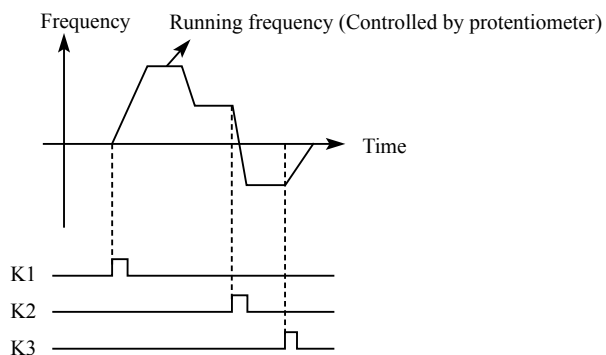 Frequency
Running frequency (Controlled by protentiometer)
Time
K1
K2
K3